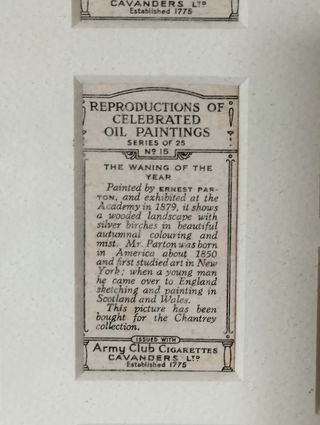 CAVANDERS LTD
Established 1775
REPRODUCTIONS OF
CELEBRATED
OIL PAINTINGS
SERIES OF 25
No 15
THE WANING OF THE
YEAR
Painted by ERNEST PAR-
TON, and exhibited at the
Academy in 1879, it shows
a wooded landscape with
silver birches in beautiful
autumnal colouring and
mist. Mr. Parton was born
in America about 1850
and first studied art in New
York; when a young man
he came over to England
sketching and painting in
Scotland and Wales.
This picture has been
bought for the Chantrey
collection.
ISSUED WITH
Army Club CIGARETTES
CAVANDERS LTD
Established 1775